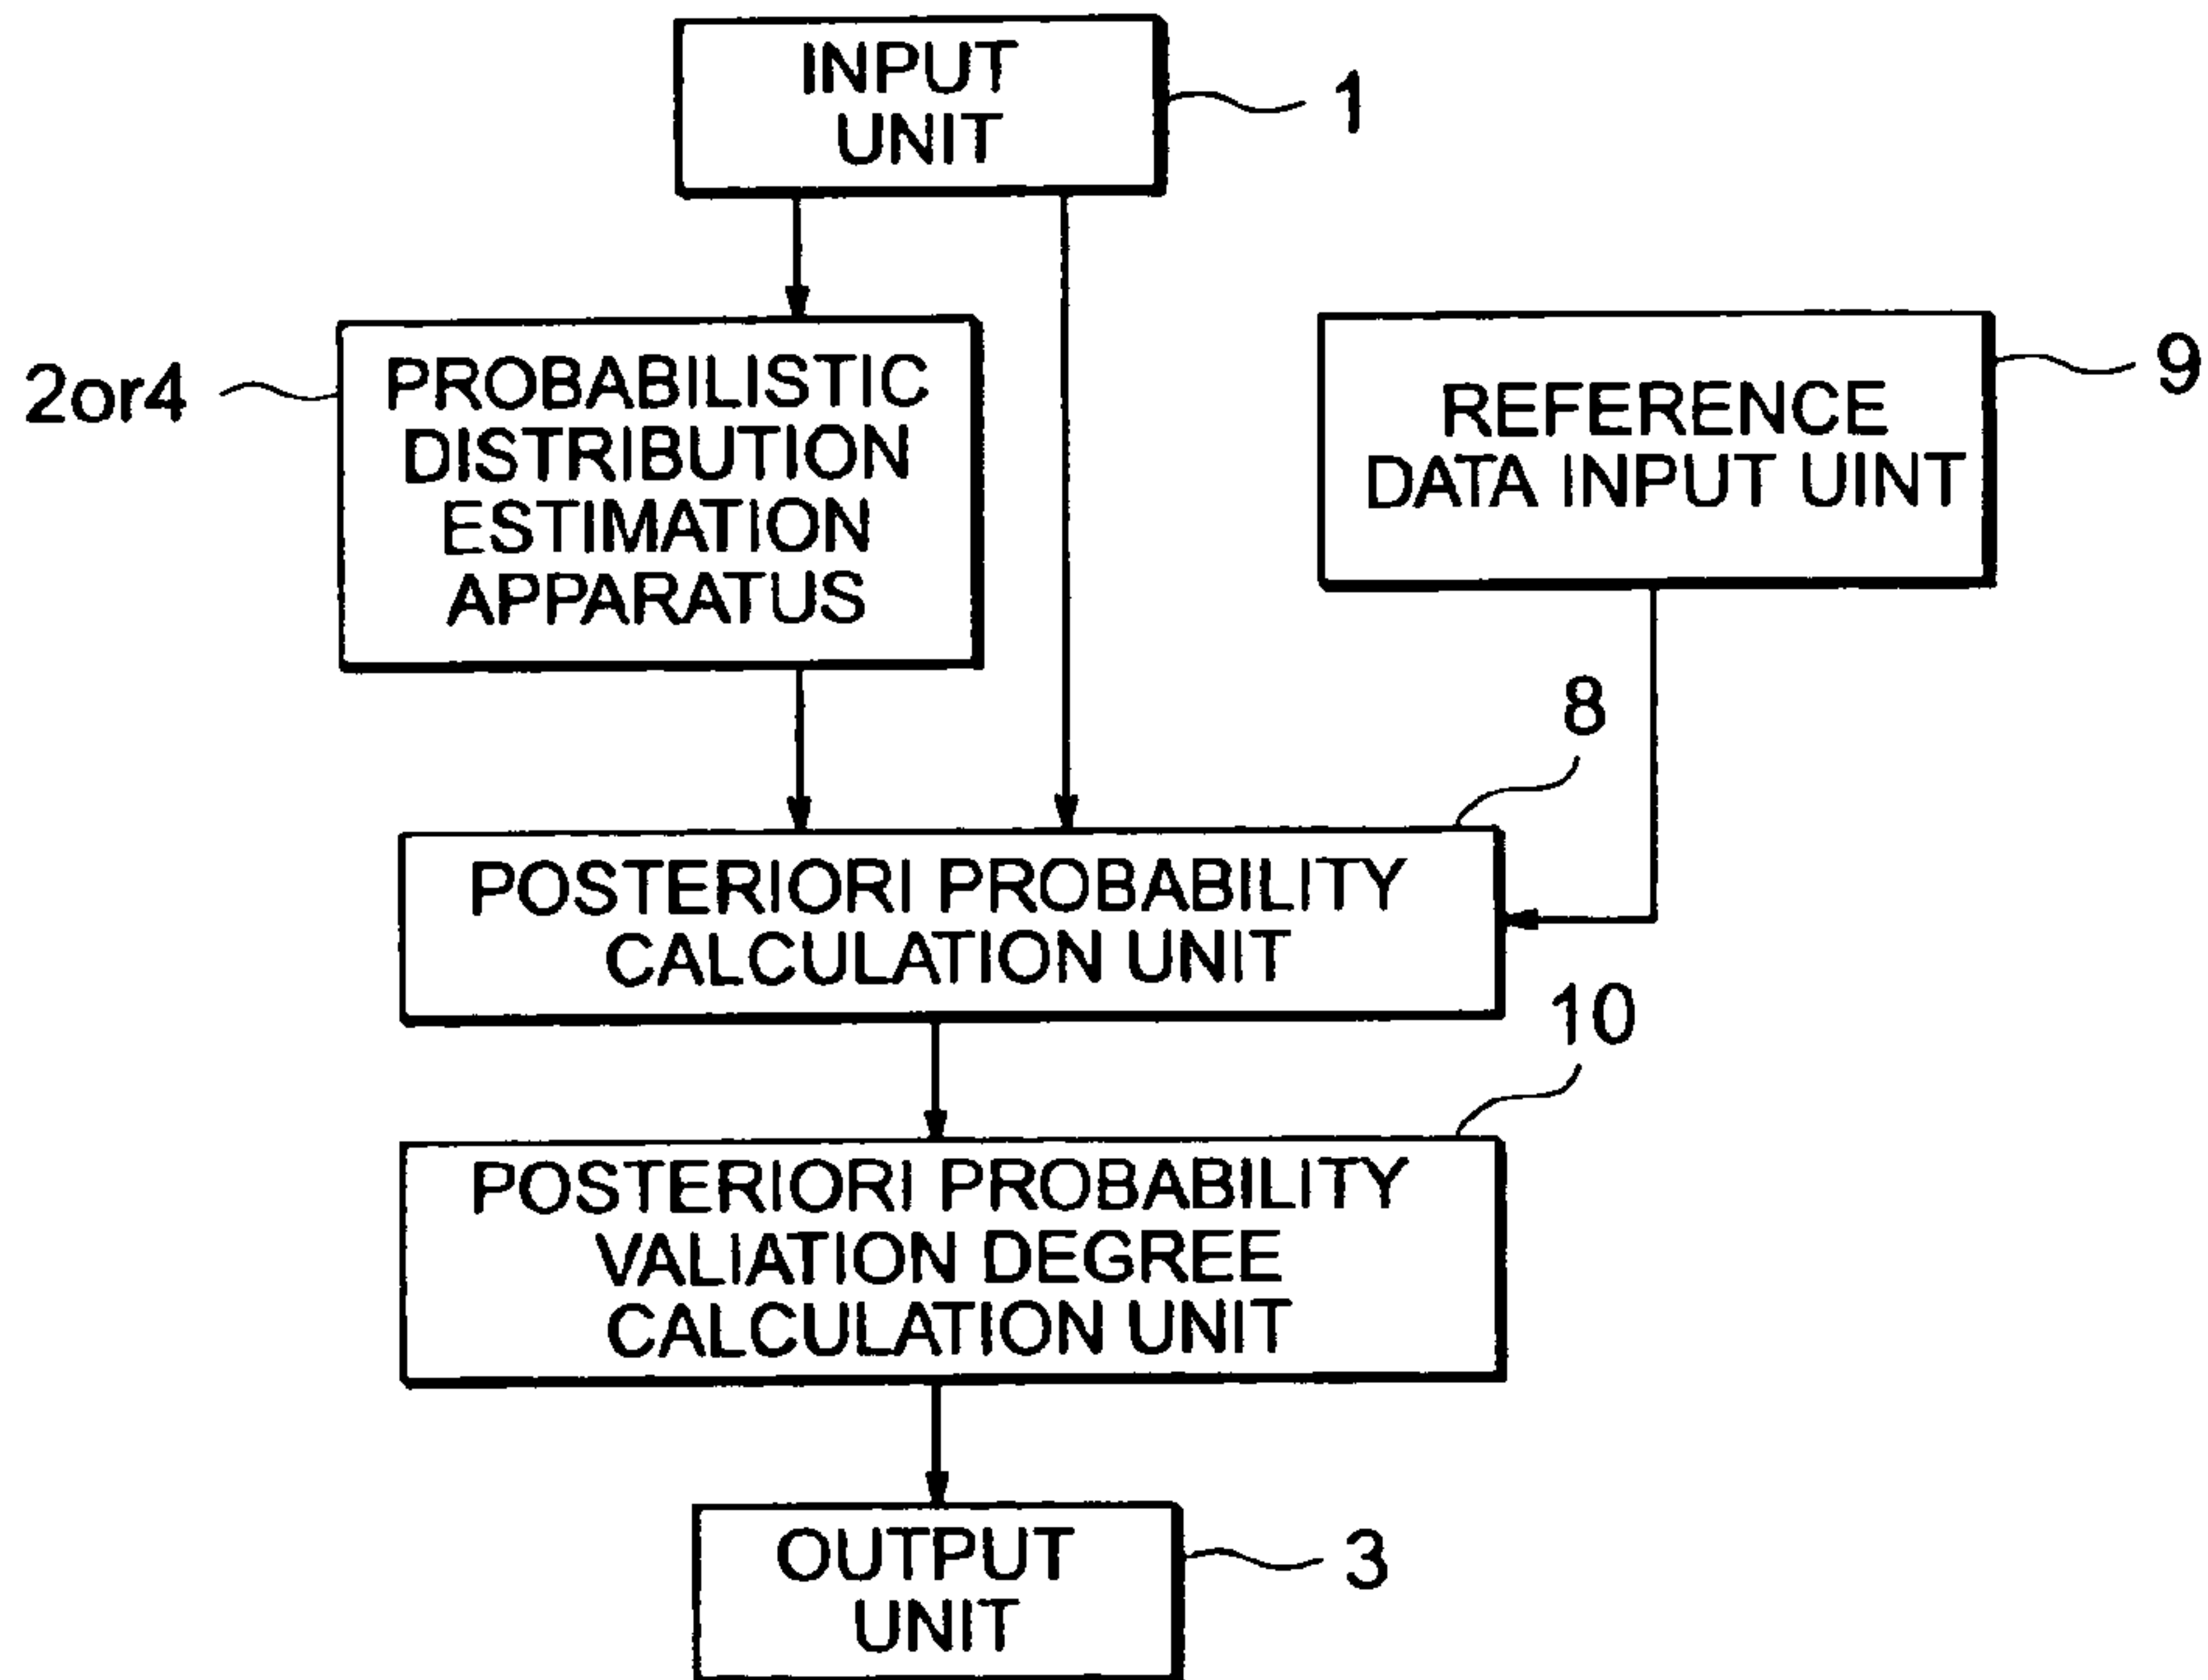 INPUT
UNIT
1
2or4
PROBABILISTIC
DISTRIBUTION
ESTIMATION
APPARATUS
REFERENCE
DATA INPUT UINT
9
8
POSTERIORI PROBABILITY
CALCULATION UNIT
10
POSTERIORI PROBABILITY
VALIATION DEGREE
CALCULATION UNIT
OUTPUT
UNIT
3